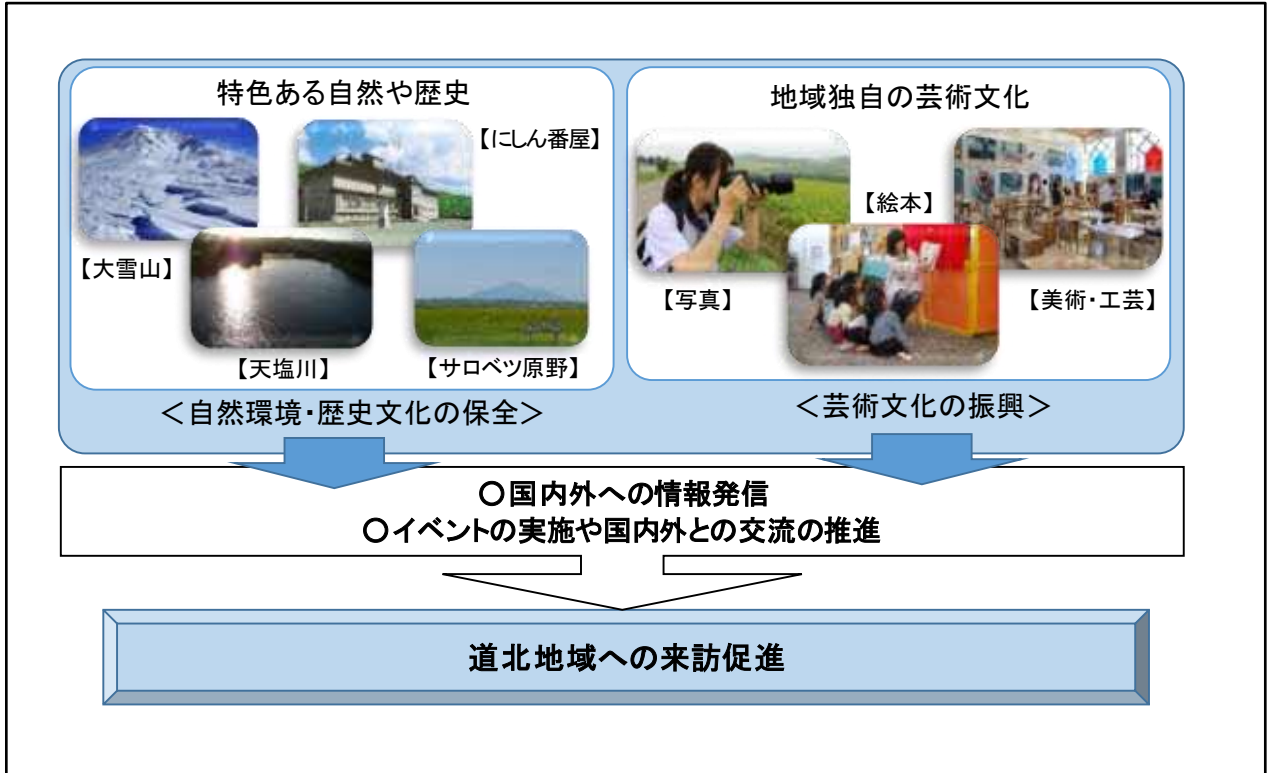 特色ある自然や歴史
【にしん番屋】
【大雪山】
【天塩川】
【サロベツ原野】
＜自然環境・歴史文化の保全＞
地域独自の芸術文化
【絵本】
【写真】
【美術・工芸】
＜芸術文化の振興＞
○国内外への情報発信
○イベントの実施や国内外との交流の推進
道北地域への来訪促進